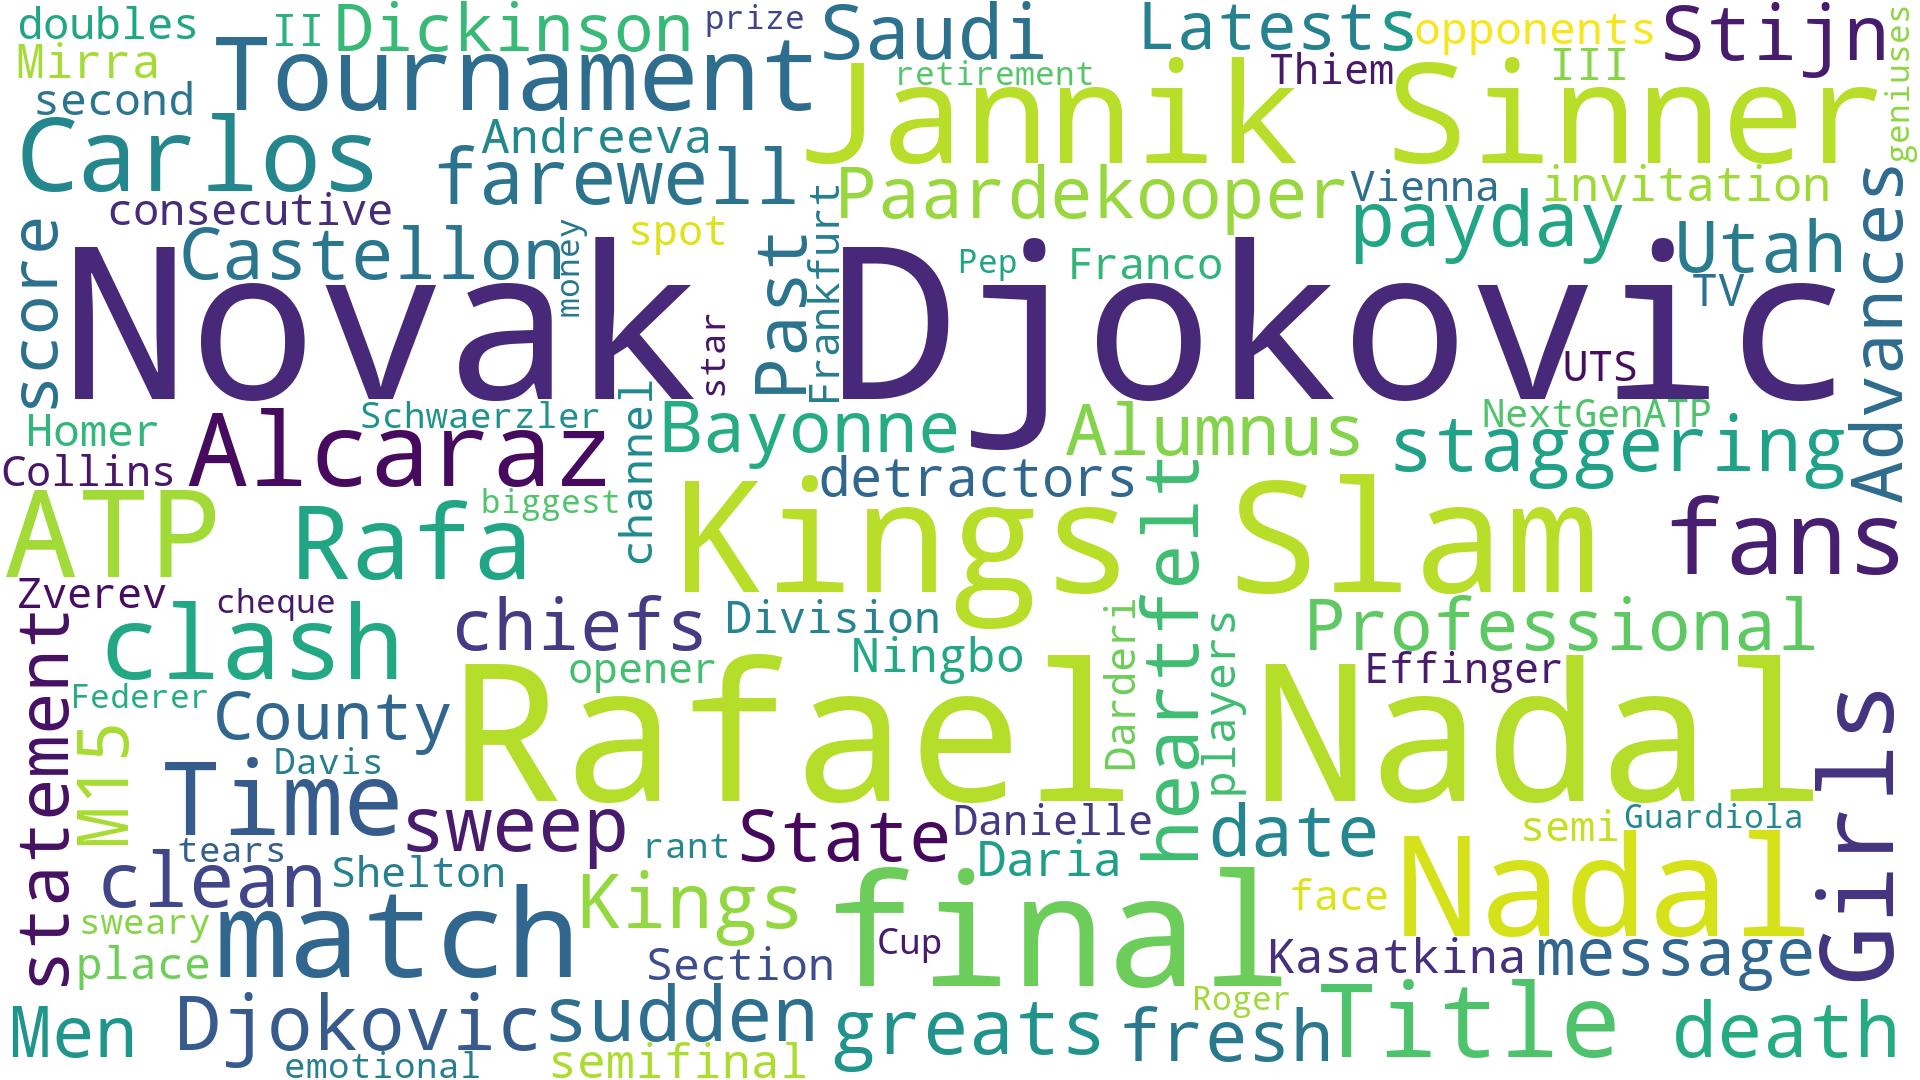 doubles
II
Dickinson
prize
Saudi
Latests
opponents
Stijn
geniuses
Mirra
Tournament
retirement
Thiem
III
second
Jannik Sinner
Carlos
Andreeva
farewell
Paardekooper
Vienna
invitation
consecutive
payday
Advances
score
Castellon
money
spot
Past
Frankfurt
Pep
Franco
Utah
TV
Novak Djokovic
star
UTS
Homer
Schwaerzler
channel
Bayonne
Alumnus
NextGenATP
staggering
Collins
Alcaraz
detractors
heartfelt
ATP
Rafa
biggest
Kings Slam
fans
Zverev
cheque
clash
chiefs
Division
Ningbo
Darderi
players
Professional
statement
opener
Effinger
Federer
M15
County
Rafael Nadal
Girls
Davis
Time
sweep
rant
State
Danielle
date
semi
Guardiola
tears
clean
Shelton
Daria
Kings
final
face
Nadal
sweary
match
Cup
place
Section
Kasatkina
message
Men
Djokovic
sudden
greats
Roger
fresh
Title
death
emotional
semifinal